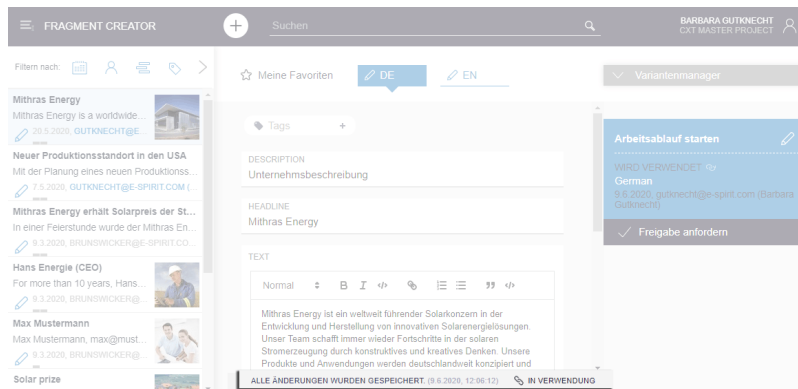 FRAGMENT CREATOR
Suchen
BARBARA GUTKNECHT
CXT MASTER PROJECT
Filtern nach:
Meine Favoriten
DE
EN
Variantenmanager
Mithras Energy
Mithras Energy is a worldwide...
20.5.2020, GUTKNECHT@E...
Neuer Produktionsstandort in den USA
Mit der Planung eines neuen Produktionss...
7.5.2020, GUTKNECHT@E-SPIRIT.COM (...
Mithras Energy erhält Solarpreis der St...
In einer Feierstunde wurde der Mithras En...
9.3.2020, BRUNSWICKER@E-SPIRIT.CO...
Hans Energie (CEO)
For more than 10 years, Hans...
9.3.2020, BRUNSWICKER@...
Max Mustermann
Max Mustermann, max@must...
9.3.2020, BRUNSWICKER@...
Solar prize
Tags +
DESCRIPTION
Unternehmsbeschreibung
HEADLINE
Mithras Energy
TEXT
Normal
B I </>
Mithras Energy ist ein weltweit führender Solarkonzern in der
Entwicklung und Herstellung von innovativen Solarenergielösungen.
Unser Team schafft immer wieder Fortschritte in der solaren
Stromerzeugung durch konstruktives und kreatives Denken. Unsere
Produkte und Anwendungen werden deutschlandweit konzipiert und
ALLE ÄNDERUNGEN WURDEN GESPEICHERT. (9.6.2020, 12:06:12) IN VERWENDUNG
Arbeitsablauf starten
WIRD VERWENDET
German
9.6.2020, gutknecht@e-spirit.com (Barbara
Gutknecht)
Freigabe anfordern